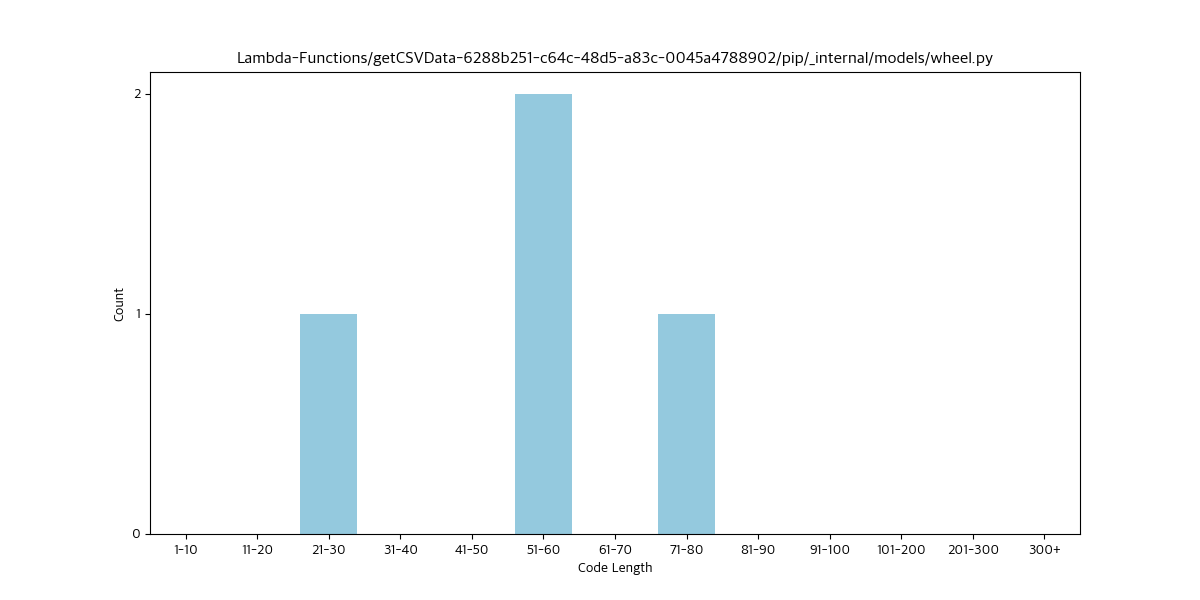 Lambda-Functions/getCSVData-6288b251-c64c-48d5-a83c-0045a4788902/pip/_internal/models/wheel.py
2
1
0
Count
1-10 11-20 21-30 31-40 41-50 51-60 61-70 71-80 81-90 91-100 101-200 201-300 300+
Code Length